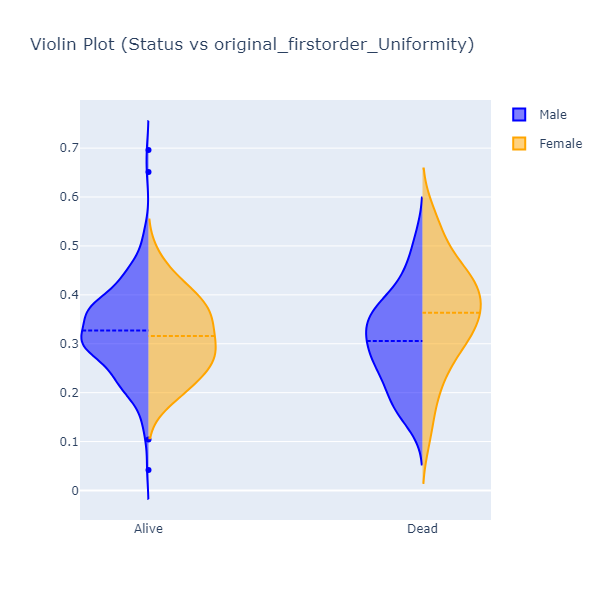 Violin Plot (Status vs original_firstorder_Uniformity)
Male
Female
0.7
0.6
0.5
0.4
0.3
0.2
0.1
0
Alive
Dead